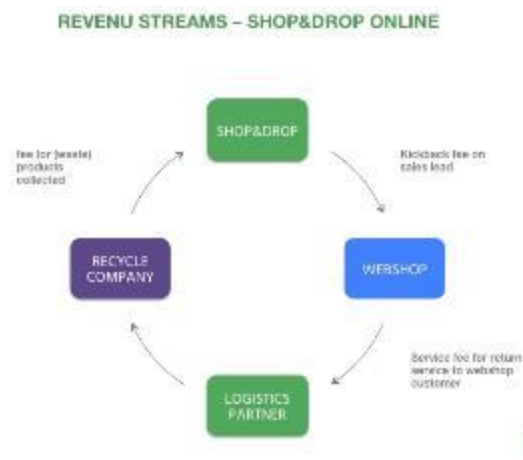 REVENU STREAMS – SHOP&DROP ONLINE
SHOP&DROP
fee for (waste)
products
collected
Kickback fee on
sales lead
RECYCLE
COMPANY
WEBSHOP
Service fee for return
service to webshop
customer
LOGISTICS
PARTNER